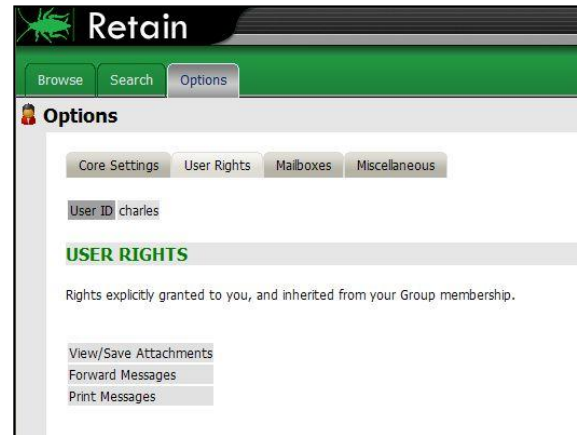 Retain
Browse Search Options
Options
Core Settings User Rights Mailboxes Miscellaneous
User ID charles
USER RIGHTS
Rights explicitly granted to you, and inherited from your Group membership.
View/Save Attachments
Forward Messages
Print Messages